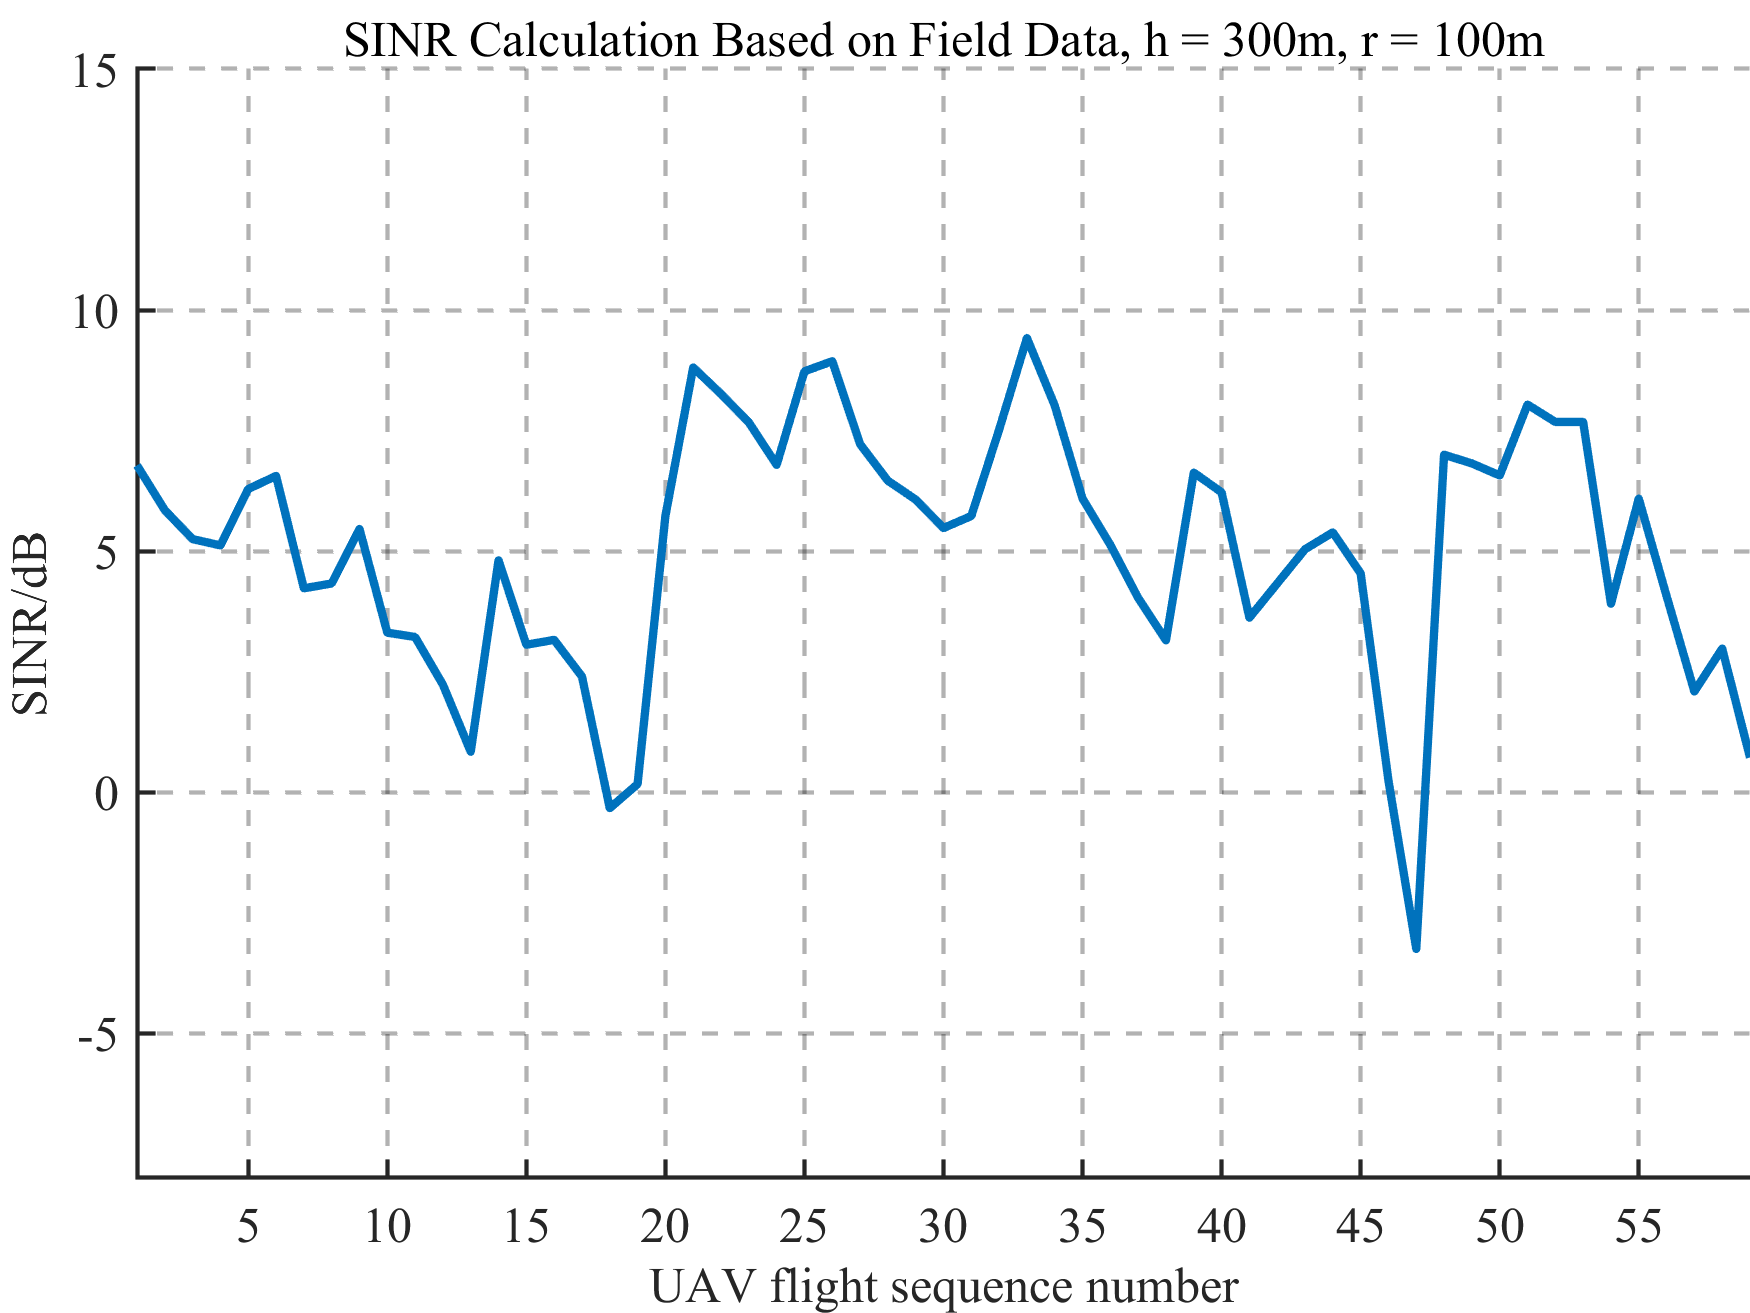 SINR Calculation Based on Field Data, h = 300m, r = 100m
15
10
5
0
-5
SINR/dB
5 10 15 20 25 30 35 40 45 50 55
UAV flight sequence number